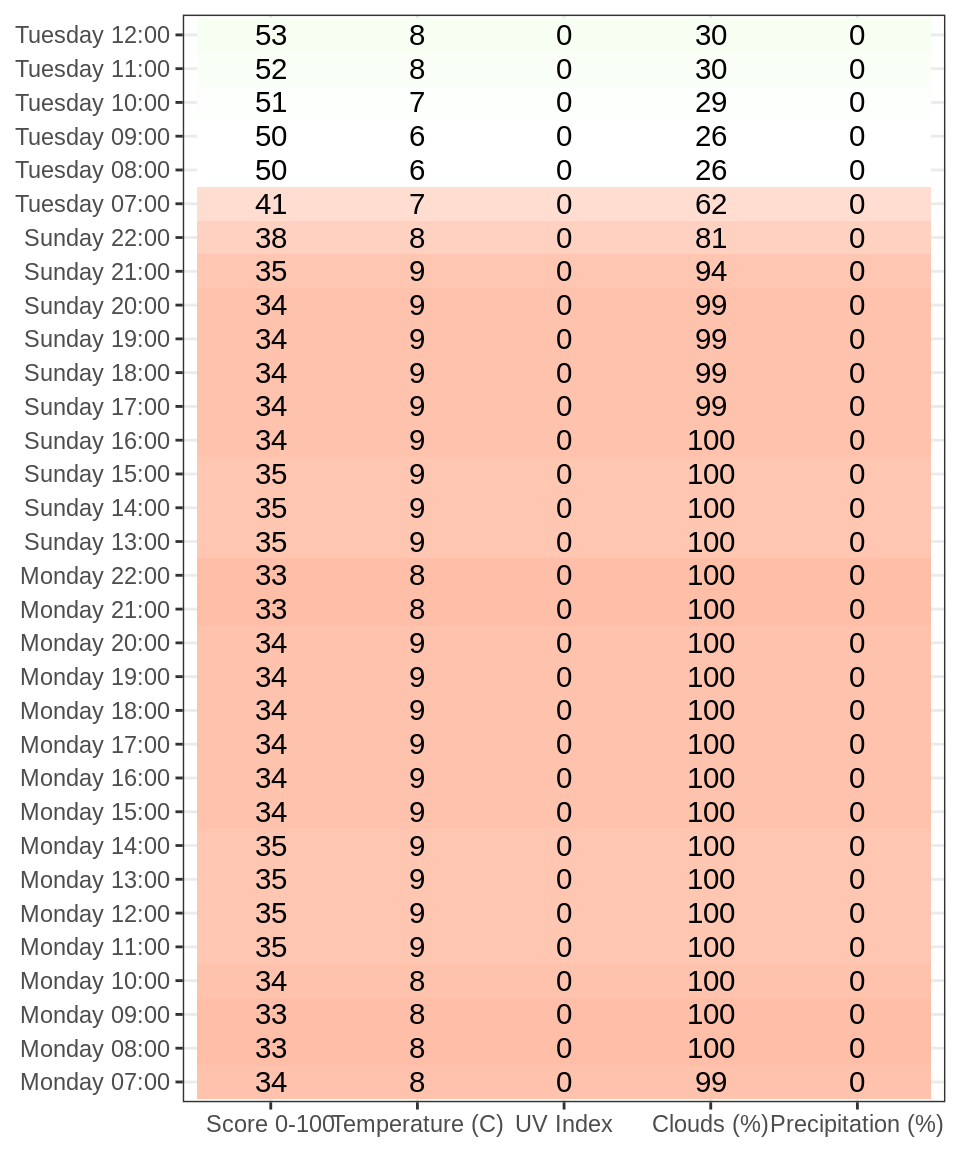 Tuesday 12:00 53 8 0 30 0
Tuesday 11:00 52 8 0 30 0
Tuesday 10:00 51 7 0 29 0
Tuesday 09:00 50 6 0 26 0
Tuesday 08:00 50 6 0 26 0
Tuesday 07:00 41 7 0 62 0
Sunday 22:00 38 8 0 81 0
Sunday 21:00 35 9 0 94 0
Sunday 20:00 34 9 0 99 0
Sunday 19:00 34 9 0 99 0
Sunday 18:00 34 9 0 99 0
Sunday 17:00 34 9 0 99 0
Sunday 16:00 34 9 0 100 0
Sunday 15:00 35 9 0 100 0
Sunday 14:00 35 9 0 100 0
Sunday 13:00 35 9 0 100 0
Monday 22:00 33 8 0 100 0
Monday 21:00 33 8 0 100 0
Monday 20:00 34 9 0 100 0
Monday 19:00 34 9 0 100 0
Monday 18:00 34 9 0 100 0
Monday 17:00 34 9 0 100 0
Monday 16:00 34 9 0 100 0
Monday 15:00 34 9 0 100 0
Monday 14:00 35 9 0 100 0
Monday 13:00 35 9 0 100 0
Monday 12:00 35 9 0 100 0
Monday 11:00 35 9 0 100 0
Monday 10:00 34 8 0 100 0
Monday 09:00 33 8 0 100 0
Monday 08:00 33 8 0 100 0
Monday 07:00 34 8 0 99 0
Score 0-100 Temperature (C) UV Index Clouds (%) Precipitation (%)